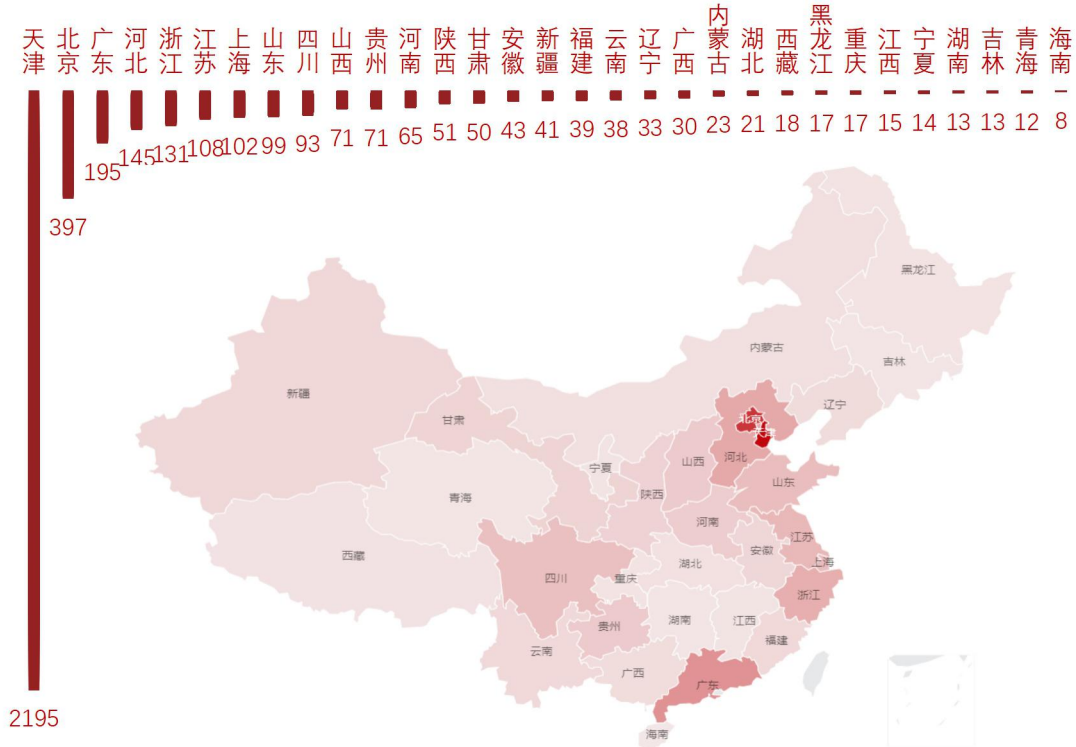 天津
北京
广东
河北
浙江
江苏
上海
山东
四川
山西
贵州
河南
陕西
甘肃
安徽
新疆
福建
云南
辽宁
广西
内蒙古
湖北
西藏
黑龙江
重庆
江西
宁夏
湖南
吉林
青海
海南
2195
397
195
145
131
108
102
99
93
71
71
65
51
50
43
41
39
38
33
30
23
21
18
17
17
15
14
13
13
12
8
黑龙江
内蒙古
吉林
新疆
辽宁
甘肃
北京
天津
河北
山西
宁夏
山东
陕西
青海
河南
江苏
安徽
西藏
上海
湖北
四川
重庆
浙江
湖南
江西
贵州
福建
云南
广西
广东
海南